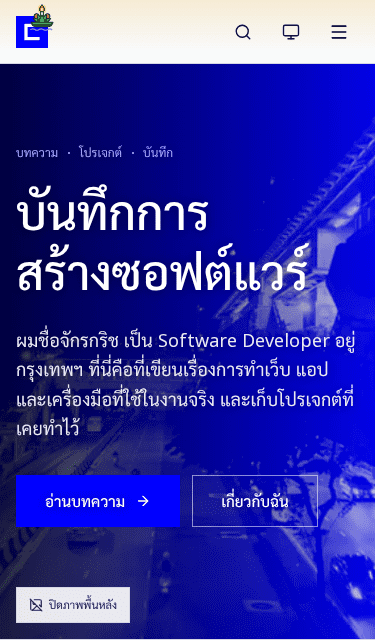 บทความ · โปรเจกต์ · บันทึก
บันทึกการ
สร้างซอฟต์แวร์
ผมชื่อจักรกริช เป็น Software Developer อยู่
กรุงเทพฯ ที่นี่คือที่เขียนเรื่องการทำเว็บ แอป
และเครื่องมือที่ใช้ในงานจริง และเก็บโปรเจกต์ที่
เคยทำไว้
อ่านบทความ → เกี่ยวกับฉัน
ปิดภาพพื้นหลัง